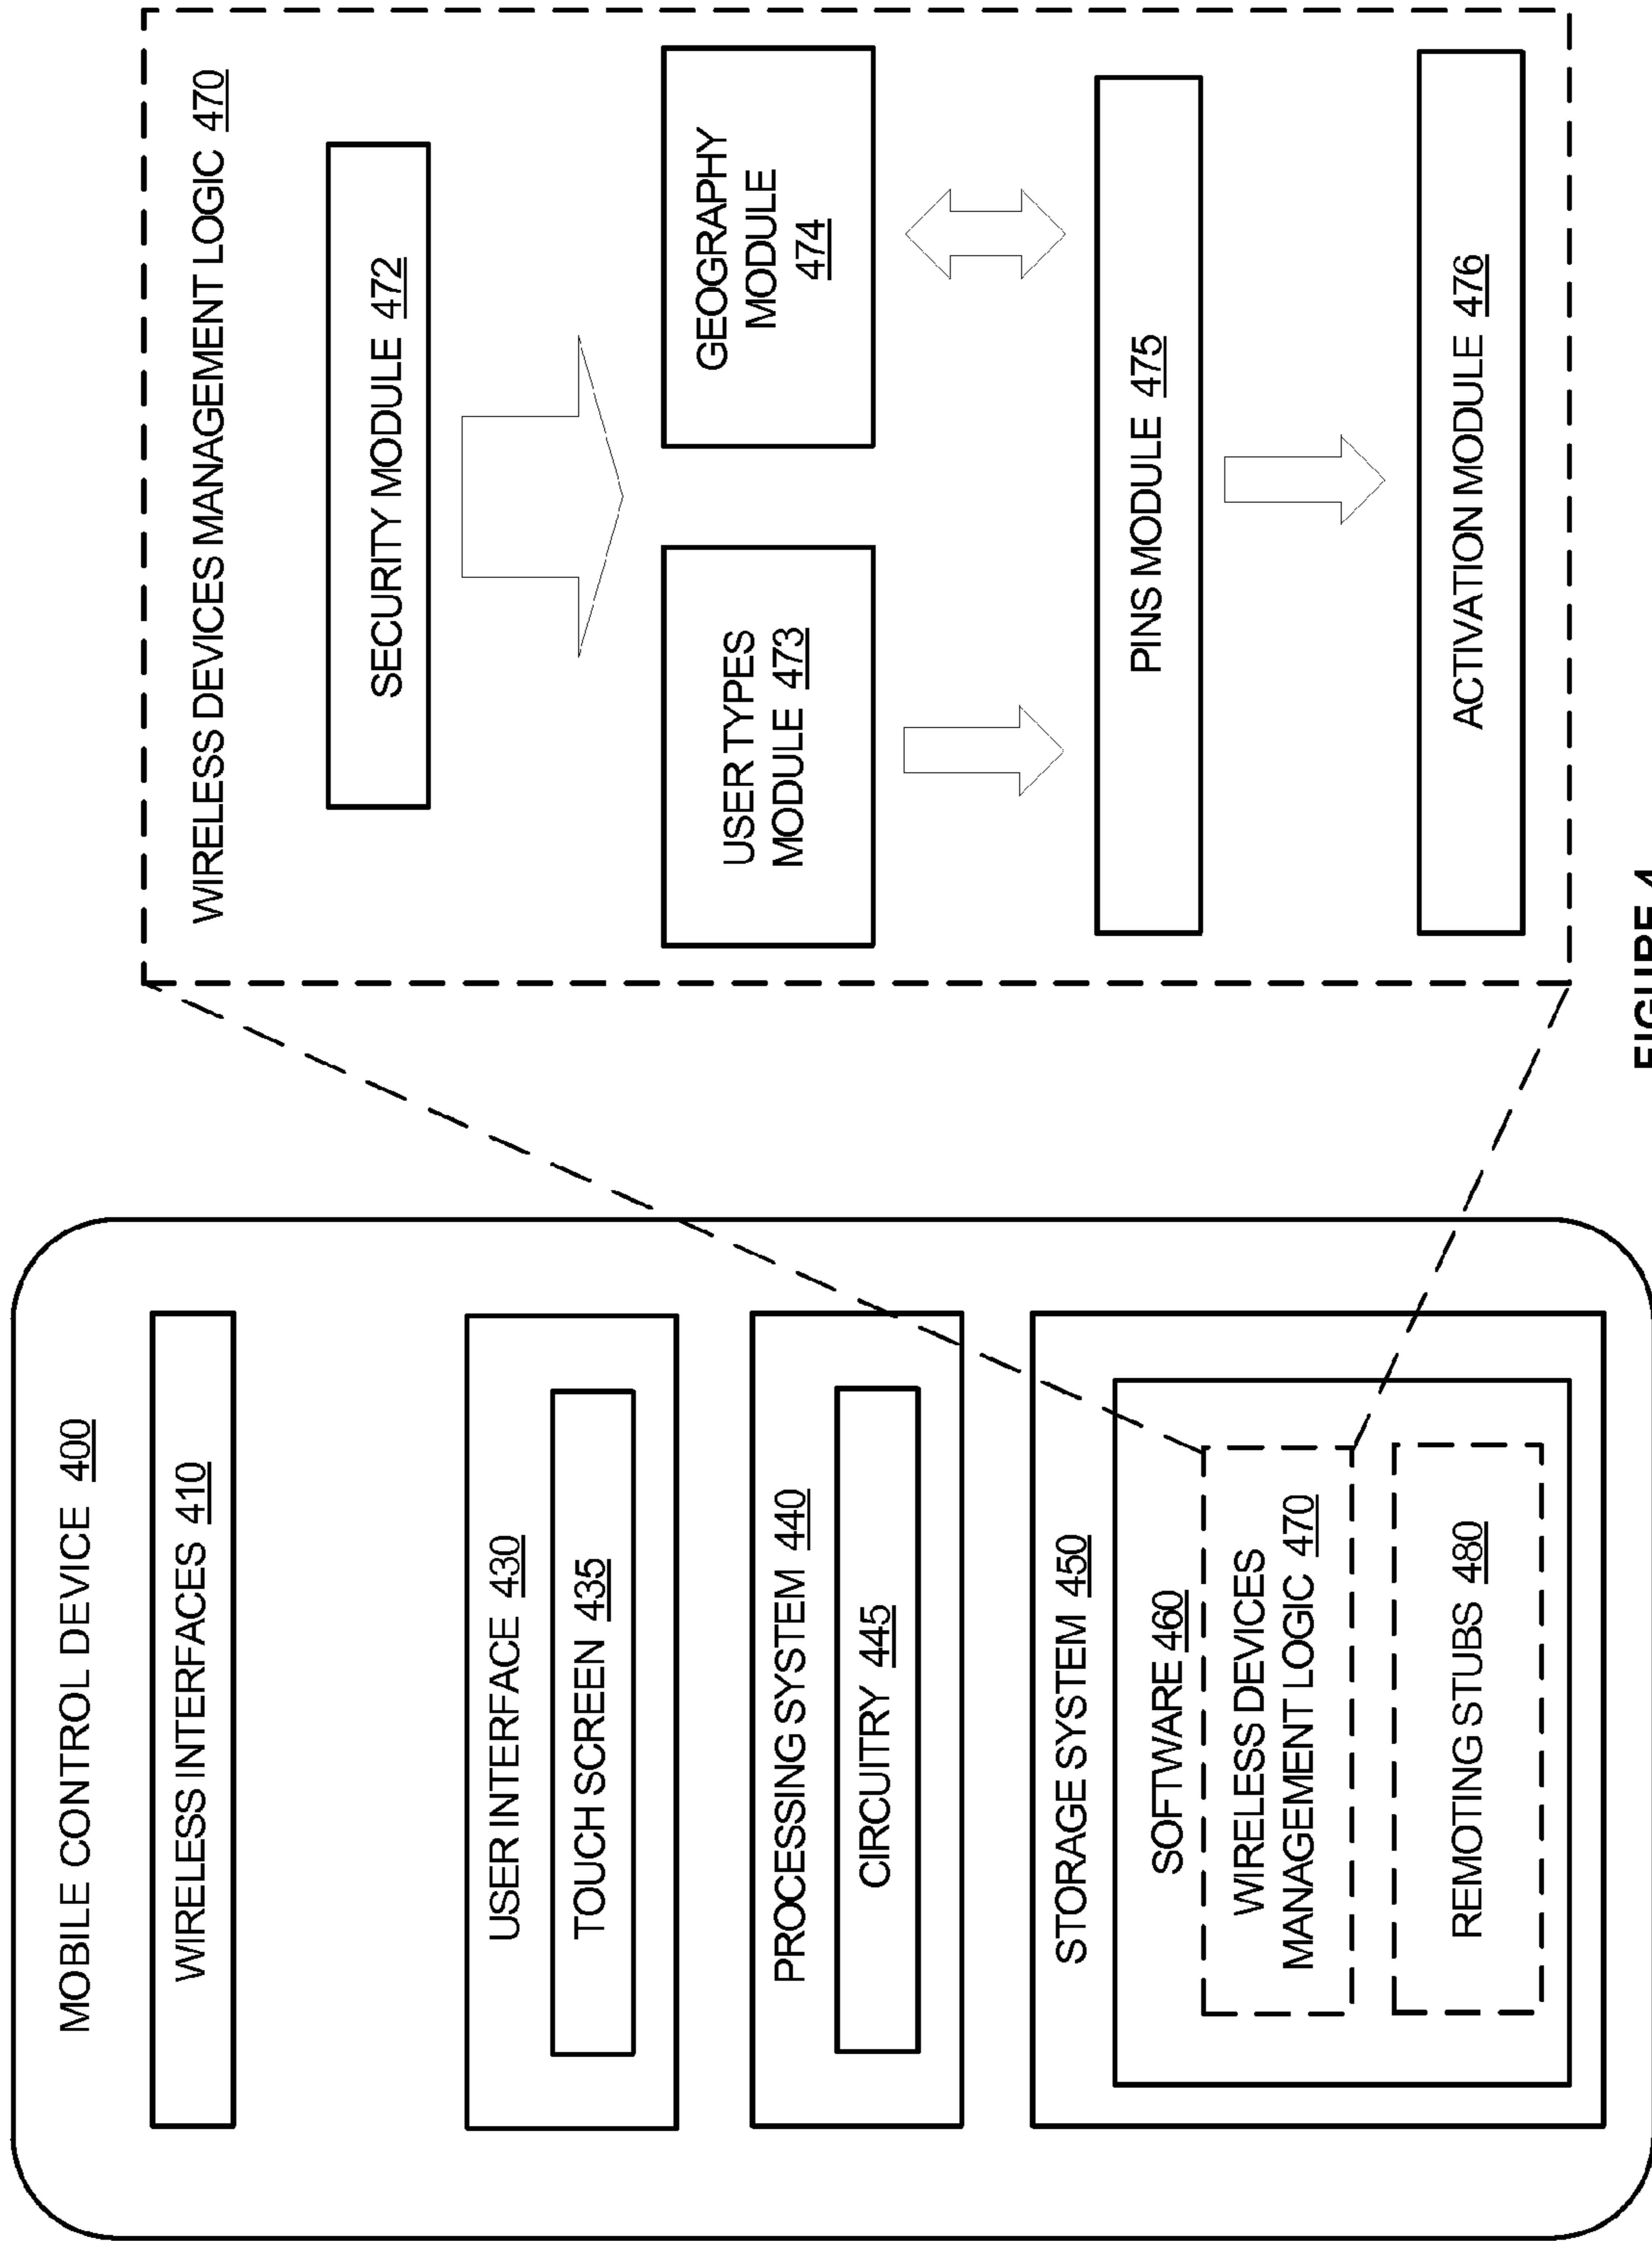 MOBILE CONTROL DEVICE 400
WIRELESS INTERFACES 410
USER INTERFACE 430
TOUCH SCREEN 435
PROCESSING SYSTEM 440
CIRCUITRY 445
STORAGE SYSTEM 450
SOFTWARE 460
WIRELESS DEVICES
MANAGEMENT LOGIC 470
REMOTING STUBS 480
WIRELESS DEVICES MANAGEMENT LOGIC 470
SECURITY MODULE 472
USER TYPES
MODULE 473
GEOGRAPHY
MODULE
474
PINS MODULE 475
ACTIVATION MODULE 476
FIGURE 4